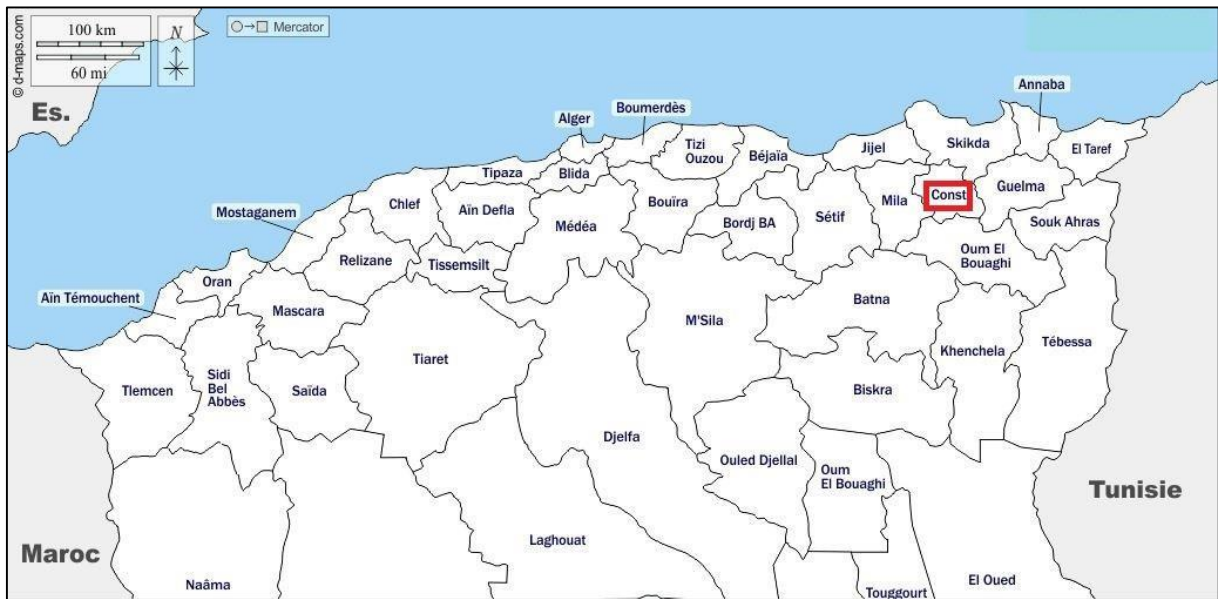 100 km
60 mi
N
Mercator
© d-maps.com
Es.
Annaba
Boumerdès
Alger
Tizi
Ouzou
Béjaïa
Jijel
Skikda
El Taref
Tipaza
Blida
Chlef
Aïn Defla
Médéa
Bouïra
Bordj BA
Sétif
Mila
Const
Guelma
Souk Ahras
Mostaganem
Relizane
Tissemsilt
Oum El
Bouaghi
Oran
Aïn Témouchent
Mascara
Tiaret
M'Sila
Batna
Khenchela
Tébessa
Tlemcen
Sidi
Bel
Abbès
Saïda
Biskra
Djelfa
Ouled Djellal
Oum
El Bouaghi
Tunisie
Maroc
Naâma
Laghouat
Touggourt
El Oued